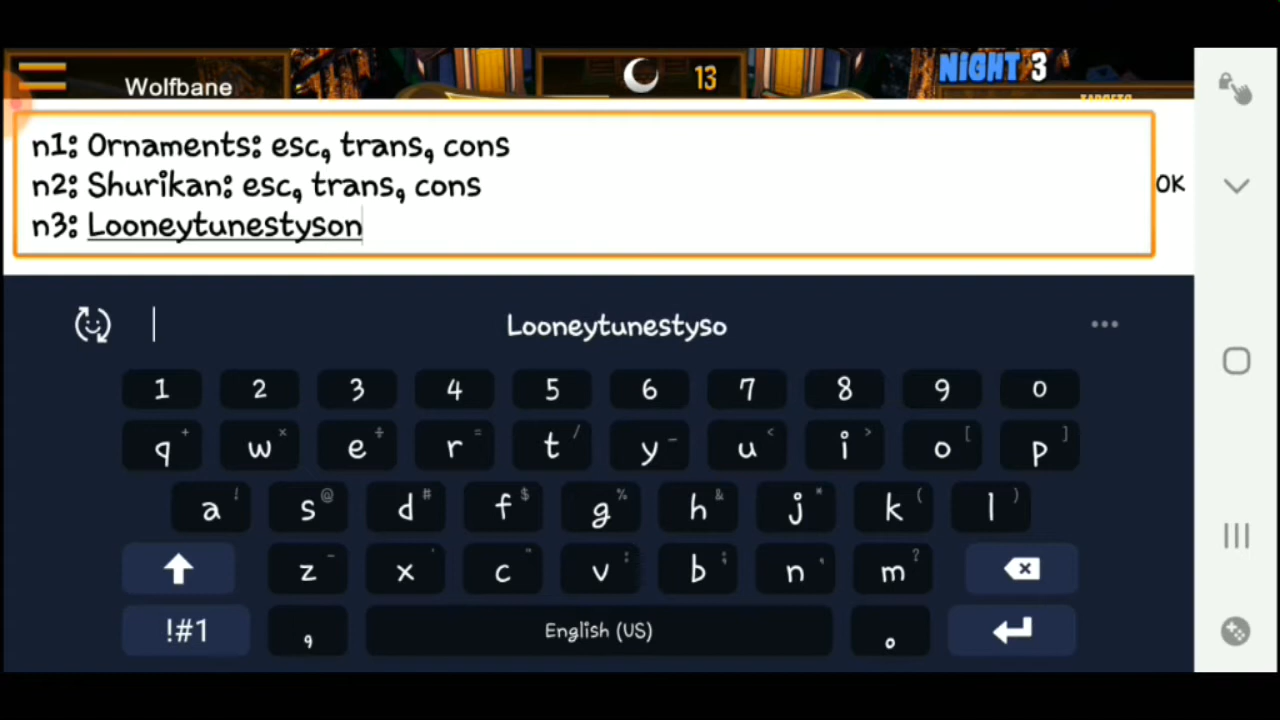 Wolfbane
13
NIGHT 3
n1: Ornaments: esc, trans, cons
n2: Shurikan: esc, trans, cons
n3: Looneytunestyson
OK
Looneytunestyso
1 2 3 4 5 6 7 8 9 0
q + w × e ÷ r = t / y _ u < i > o [ p ]
a ! s @ d # f $ g % h & j * k ( l )
z - x ' c " v : b ; n , m ?
!#1 , English (US) .